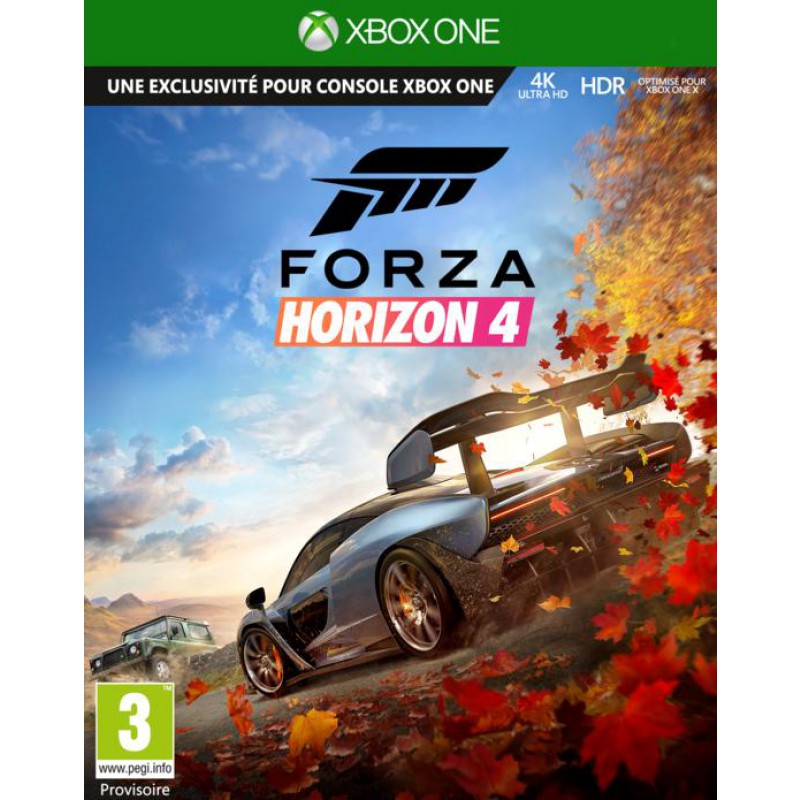 XBOX ONE
UNE EXCLUSIVITÉ POUR CONSOLE XBOX ONE
4K
ULTRA HD
HDR
OPTIMISÉ POUR
XBOX ONE X
FORZA
HORIZON 4
3
TM
www.pegi.info
Provisoire